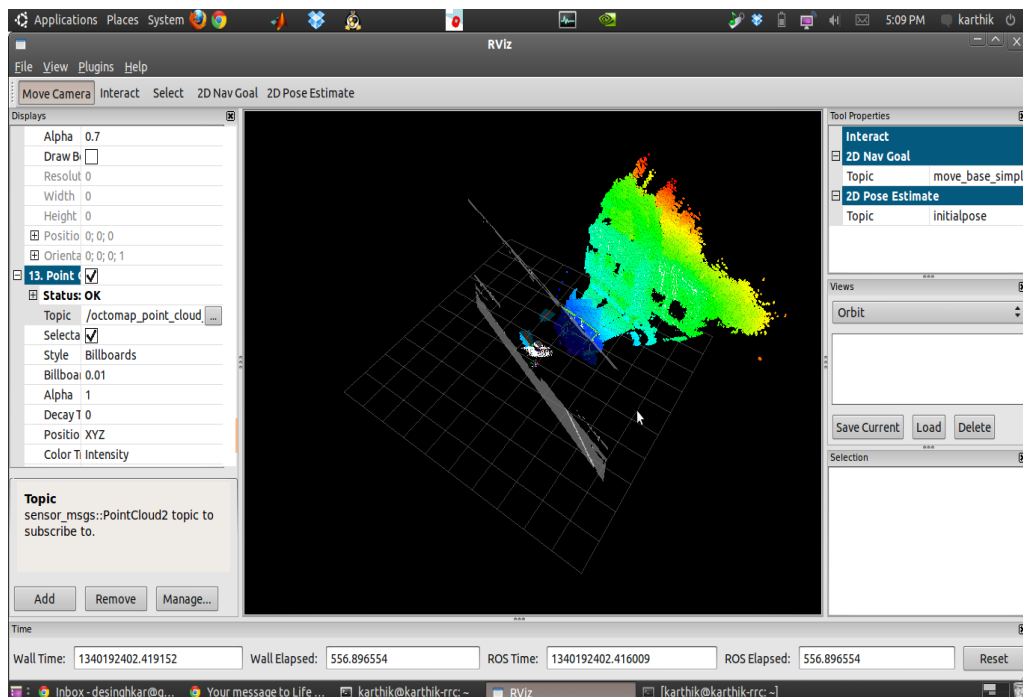 Applications Places System 5:09 PM karthik
RViz
File View Plugins Help
Move Camera Interact Select 2D Nav Goal 2D Pose Estimate
Displays
Alpha 0.7
Draw B
Resolut 0
Width 0
Height 0
Positio 0; 0; 0
Orienta 0; 0; 0; 1
13. Point
Status: OK
Topic /octomap_point_cloud_ ...
Selecta
Style Billboards
Billboar 0.01
Alpha 1
Decay T 0
Positio XYZ
Color Tr Intensity
Topic
sensor_msgs::PointCloud2 topic to
subscribe to.
Add Remove Manage...
Tool Properties
Interact
2D Nav Goal
Topic move_base_simpl
2D Pose Estimate
Topic initialpose
Views
Orbit
Save Current Load Delete
Selection
Time
Wall Time: 1340192402.419152 Wall Elapsed: 556.896554 ROS Time: 1340192402.416009 ROS Elapsed: 556.896554 Reset
Inbox - desinghkar@g... Your message to Life ... karthik@karthik-rrc: ~ RViz [karthik@karthik-rrc: ~]